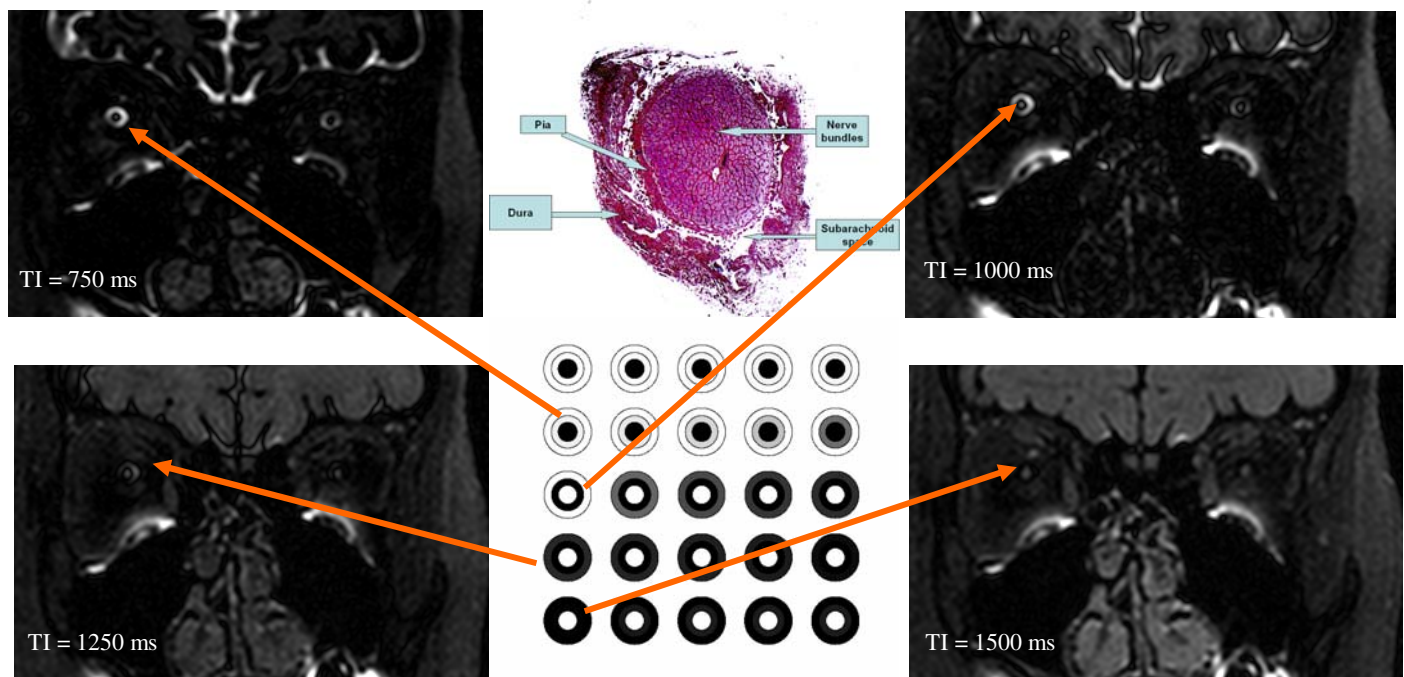 Pia
Nerve
bundles
Dura
Subarachnoid
space
TI = 750 ms
TI = 1000 ms
TI = 1250 ms
TI = 1500 ms